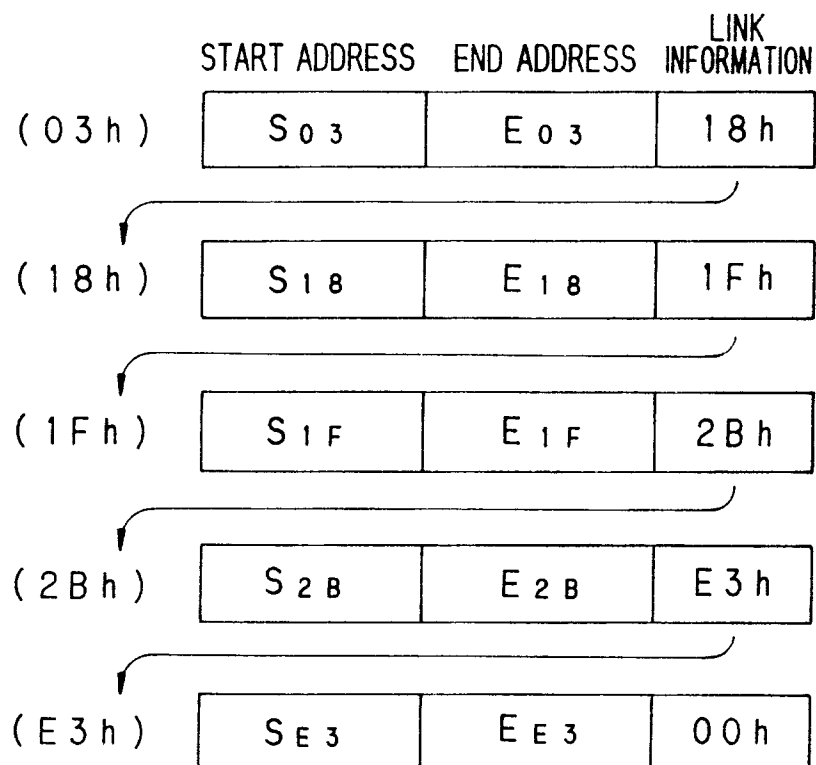 START ADDRESS END ADDRESS LINK INFORMATION
(03h) S03 E03 18h
(18h) S18 E18 1Fh
(1Fh) S1F E1F 2Bh
(2Bh) S2B E2B E3h
(E3h) SE3 EE3 00h